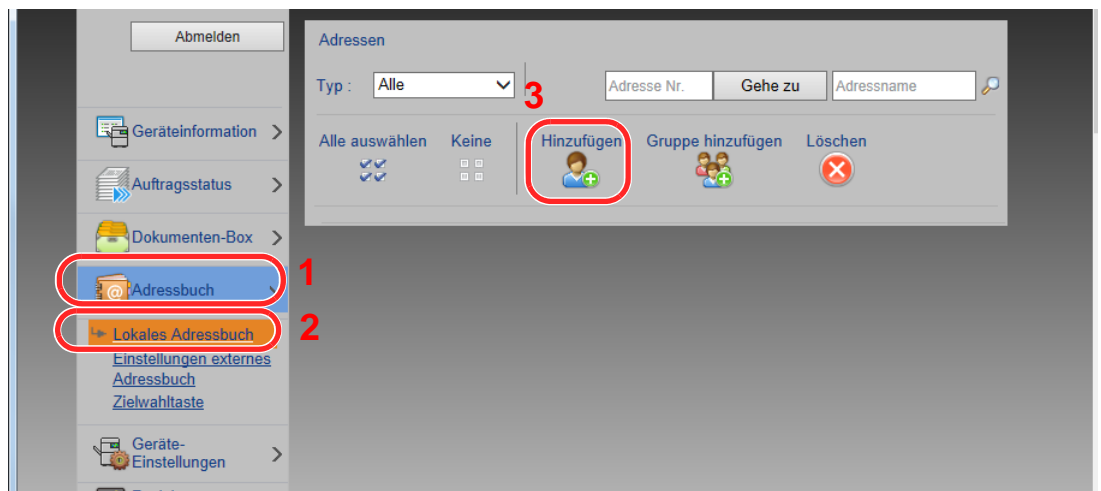 Abmelden
Geräteinformation
Auftragsstatus
Dokumenten-Box
Adressbuch
1
Lokales Adressbuch
2
Einstellungen externes
Adressbuch
Zielwahltaste
Geräte-
Einstellungen
Adressen
Typ : Alle
3
Adresse Nr. Gehe zu Adressname
Alle auswählen Keine Hinzufügen Gruppe hinzufügen Löschen